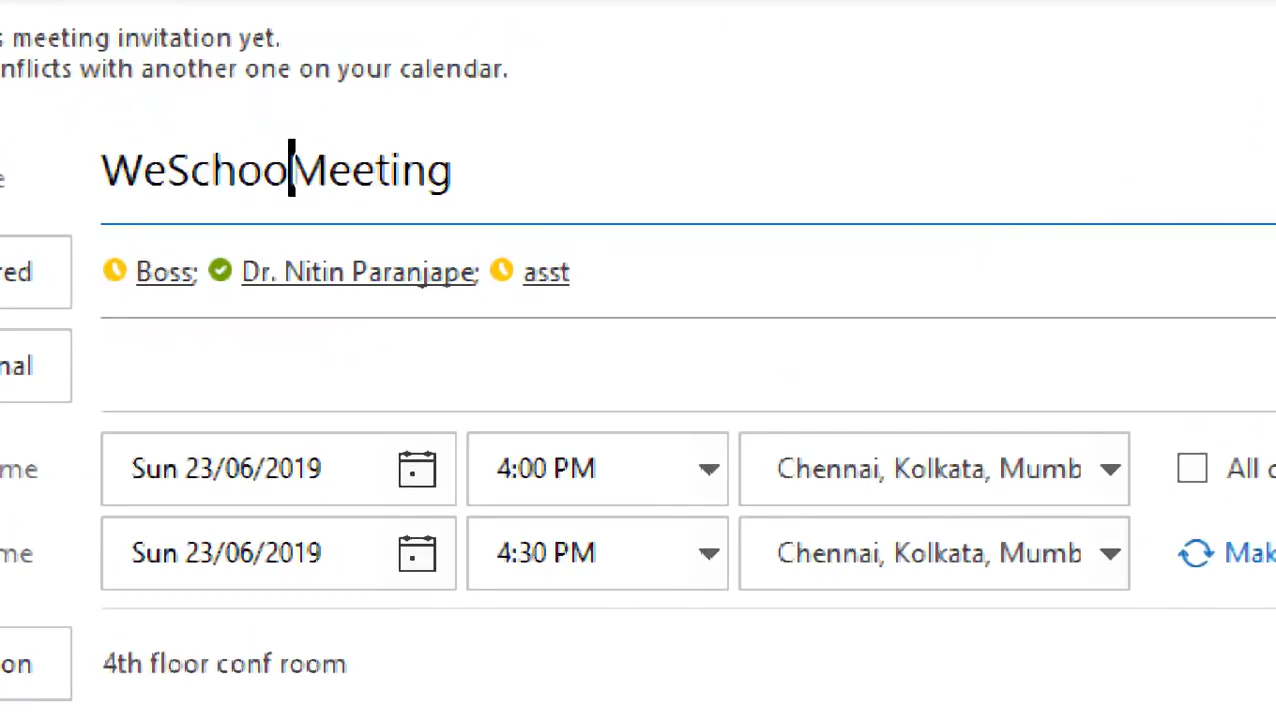 meeting invitation yet.
nflicts with another one on your calendar.
WeSchooMeeting
red Boss; Dr. Nitin Paranjape; asst
nal
me Sun 23/06/2019 4:00 PM Chennai, Kolkata, Mumb All
me Sun 23/06/2019 4:30 PM Chennai, Kolkata, Mumb Mak
on 4th floor conf room